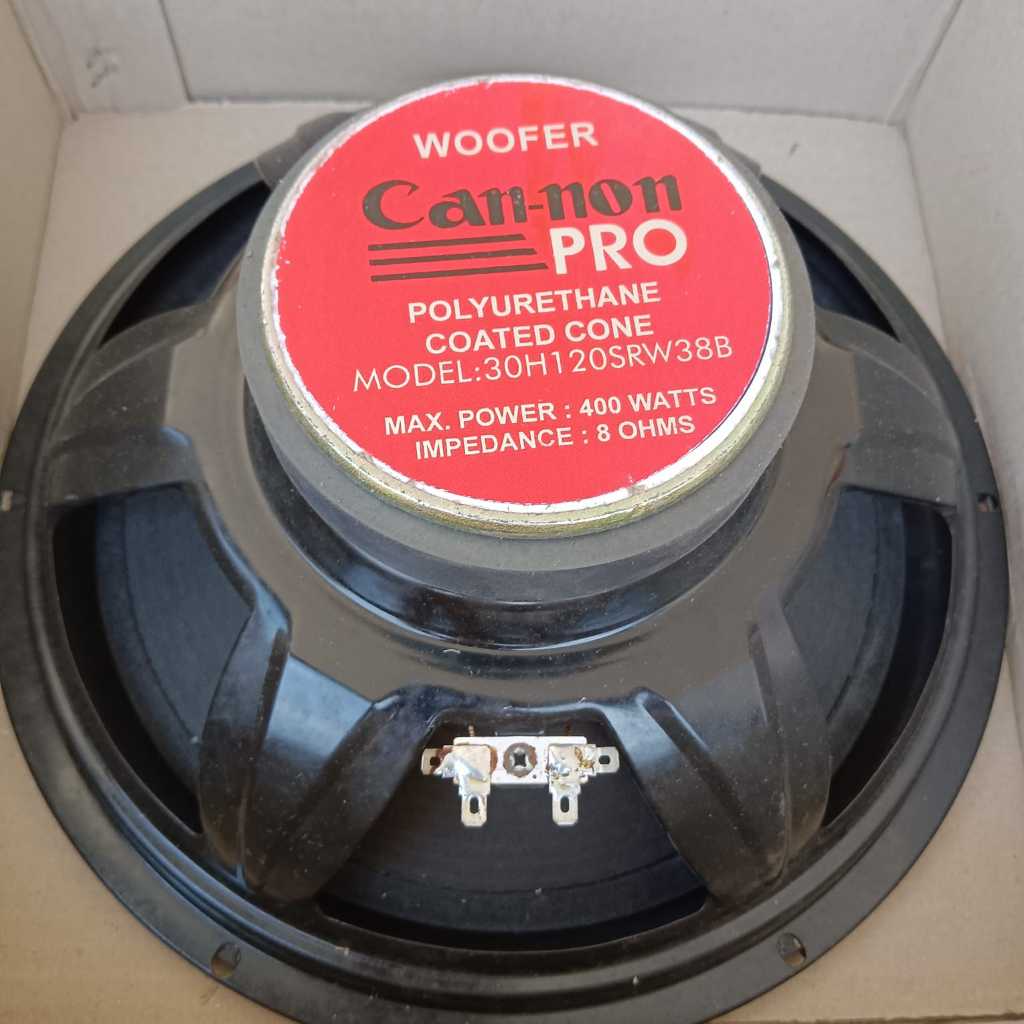 WOOFER
Can-non
PRO
POLYURETHANE
COATED CONE
MODEL:30H120SRW38B
MAX. POWER : 400 WATTS
IMPEDANCE : 8 OHMS